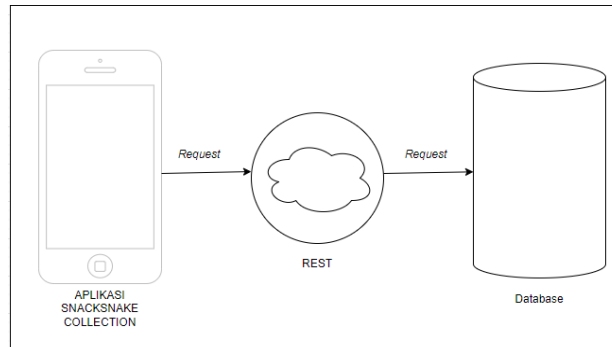 Request
Request
REST
APLIKASI
SNACKSNAKE
COLLECTION
Database